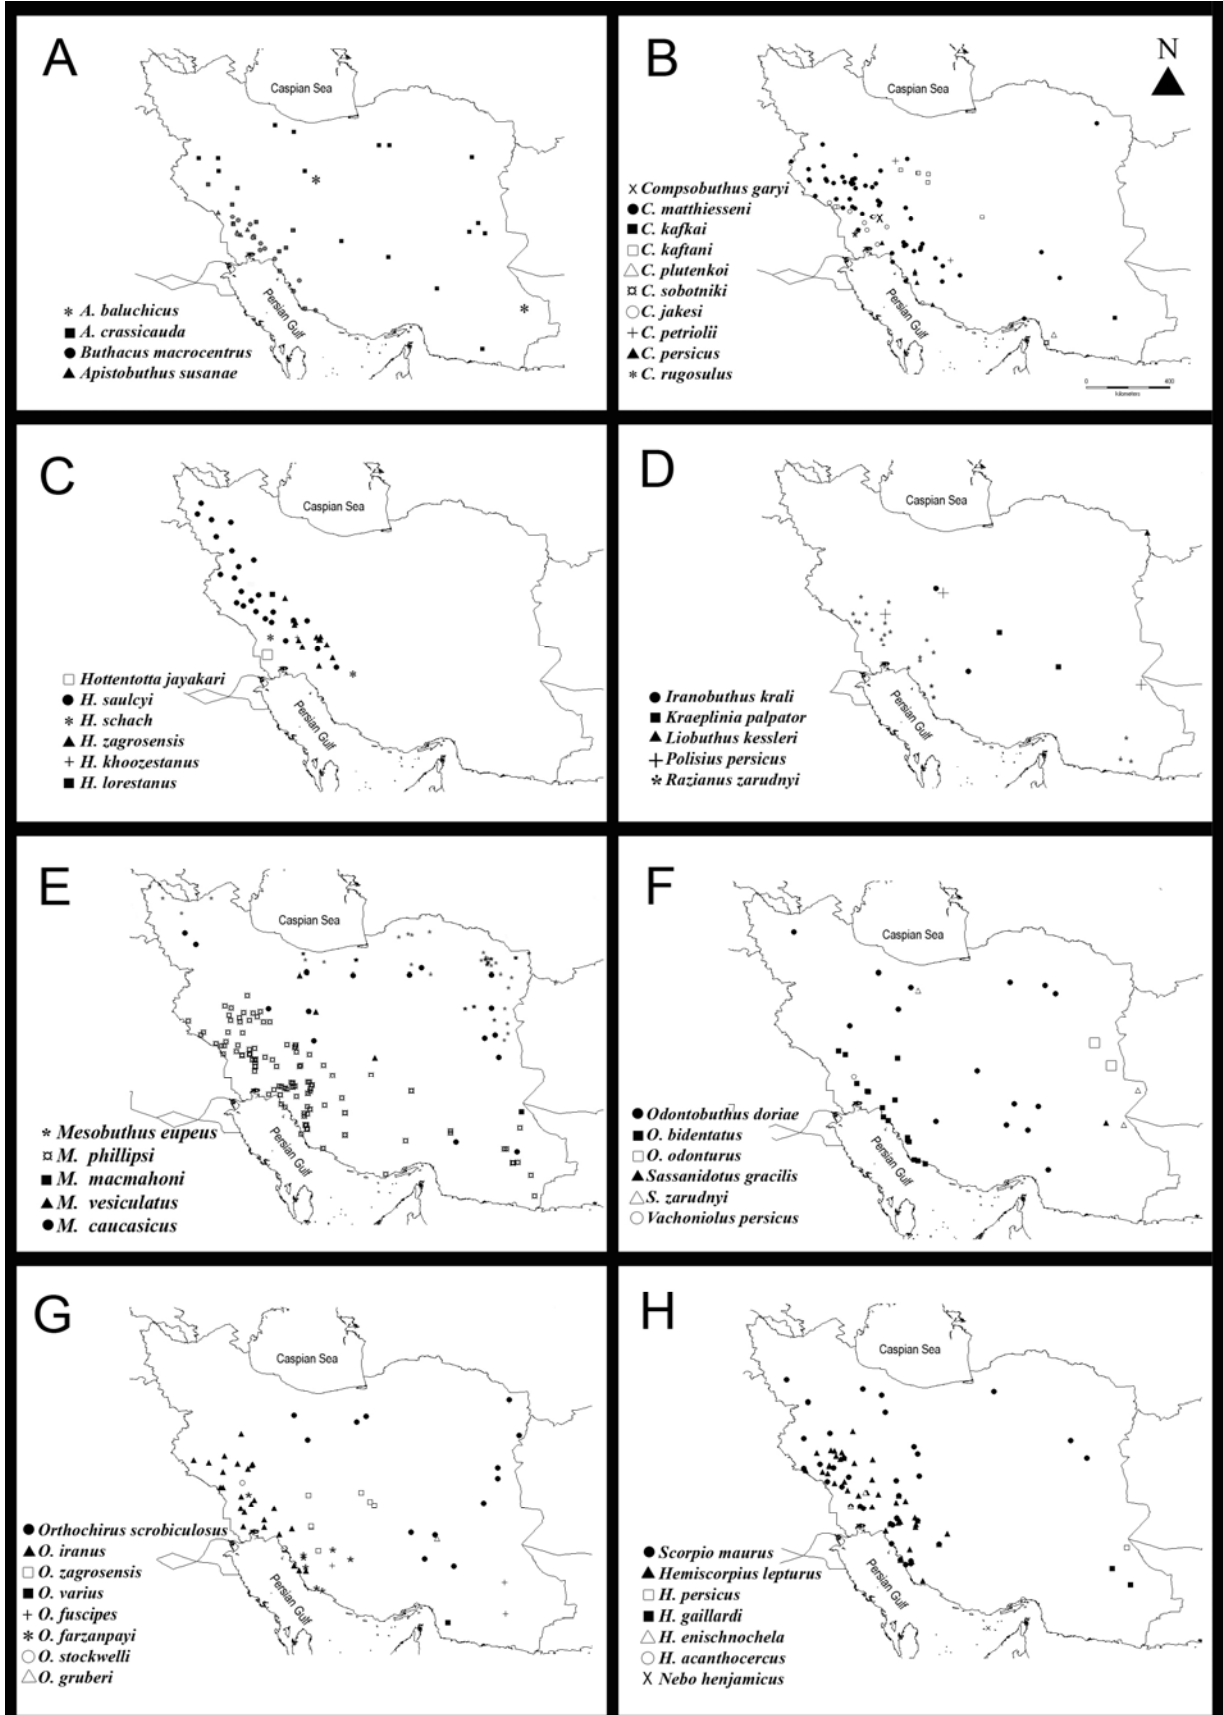 A
Caspian Sea
Persian Gulf
A. baluchicus
A. crassicauda
Buthacus macrocentrus
Apistobuthus susanae
B
N
Caspian Sea
Persian Gulf
Compsobuthus garyi
C. matthiesseni
C. kafkai
C. kaftani
C. plutenkoi
C. sobotniki
C. jakesi
C. petriolii
C. persicus
C. rugosulus
0 400
kilometers
C
Caspian Sea
Persian Gulf
Hottentotta jayakari
H. saulcyi
H. schach
H. zagrosensis
H. khoozestanus
H. lorestanus
D
Caspian Sea
Persian Gulf
Iranobuthus krali
Kraeplinia palpator
Liobuthus kessleri
Polisius persicus
Razianus zarudnyi
E
Caspian Sea
Persian Gulf
Mesobuthus eupeus
M. phillipsi
M. macmahoni
M. vesiculatus
M. caucasicus
F
Caspian Sea
Persian Gulf
Odontobuthus doriae
O. bidentatus
O. odonturus
Sassanidotus gracilis
S. zarudnyi
Vachoniolus persicus
G
Caspian Sea
Persian Gulf
Orthochirus scrobiculosus
O. iranus
O. zagrosensis
O. varius
O. fuscipes
O. farzanpayi
O. stockwelli
O. gruberi
H
Caspian Sea
Persian Gulf
Scorpio maurus
Hemiscorpius lepturus
H. persicus
H. gaillardi
H. enischnochela
H. acanthocercus
Nebo henjamicus